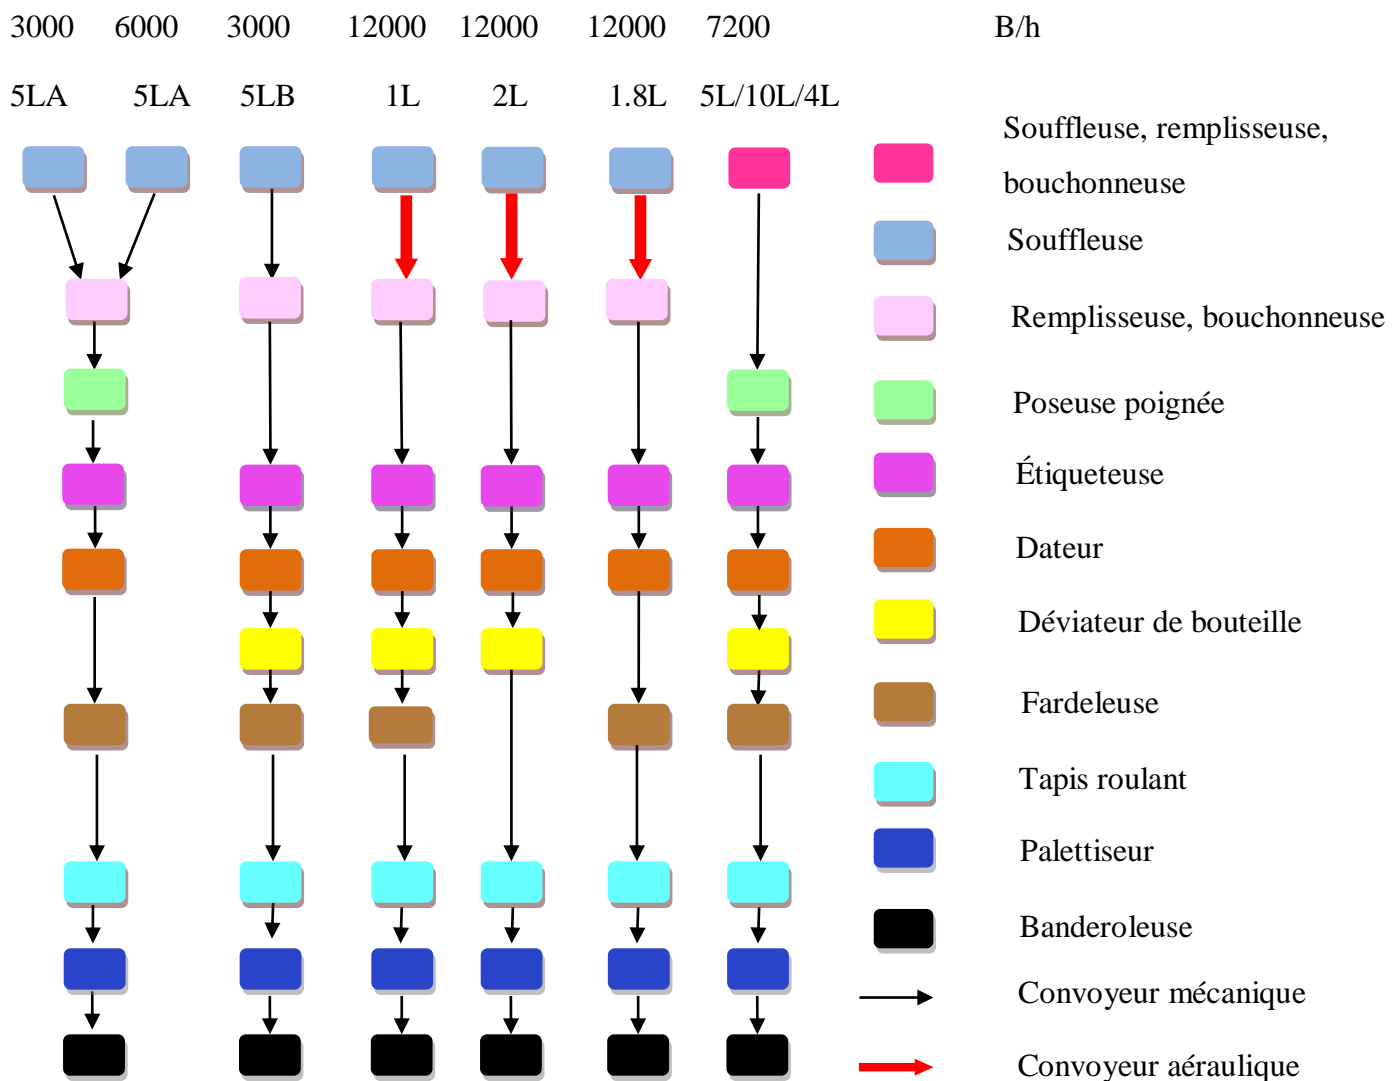 3000 6000 3000 12000 12000 12000 7200 B/h
5LA 5LA 5LB 1L 2L 1.8L 5L/10L/4L
Souffleuse, remplisseuse,
bouchonneuse
Souffleuse
Remplisseuse, bouchonneuse
Poseuse poignée
Étiqueteuse
Dateur
Déviateur de bouteille
Fardeleuse
Tapis roulant
Palettiseur
Banderoleuse
Convoyeur mécanique
Convoyeur aéraulique